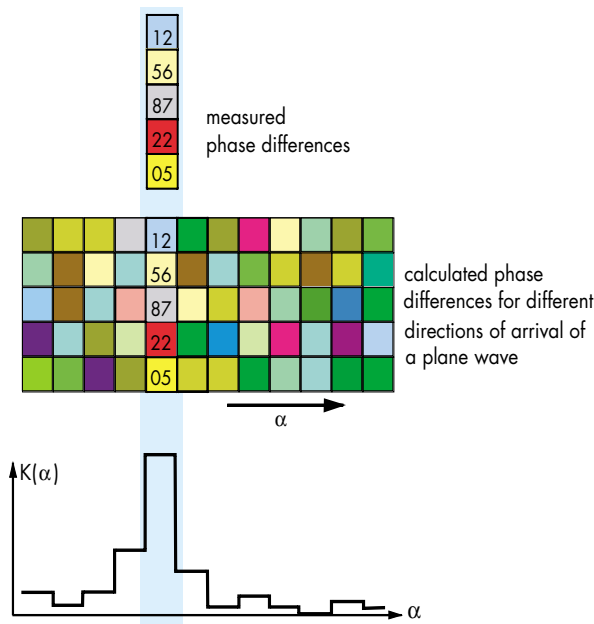 12
56
87
22
05
measured
phase differences
12
56
87
22
05
calculated phase
differences for different
directions of arrival of
a plane wave
α
K(α)
α